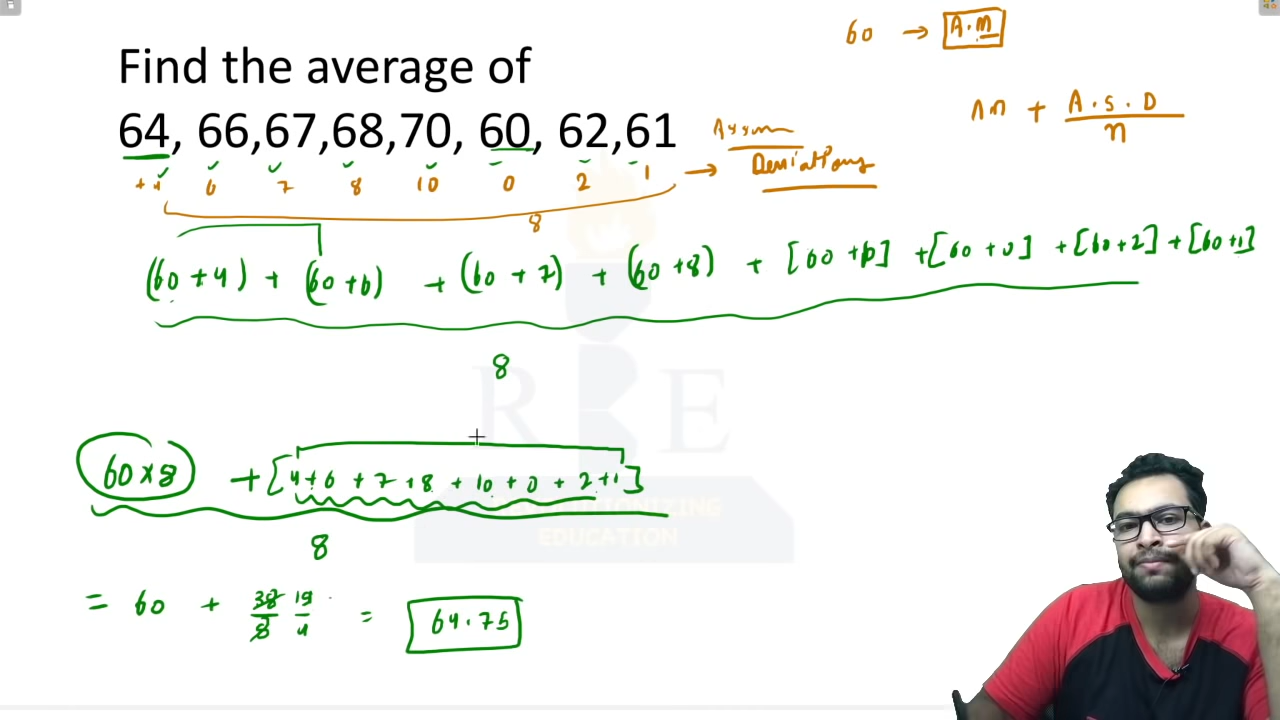 60 → A.M
Find the average of
64, 66,67,68,70, 60, 62,61
AM + A.S.D
n
Assum
Deviations
+4 6 7 8 10 0 2 1
8
(60 + 4) + (60 + 6) + (60 + 7) + (60 + 8) + [60 + 10] + [60 + 0] + [60 + 2] + [60 + 1]
8
R E
60 × 8 + [4 + 6 + 7 + 8 + 10 + 0 + 2 + 1]
EDUCATION
8
= 60 + 38 19 = 64.75
8 4